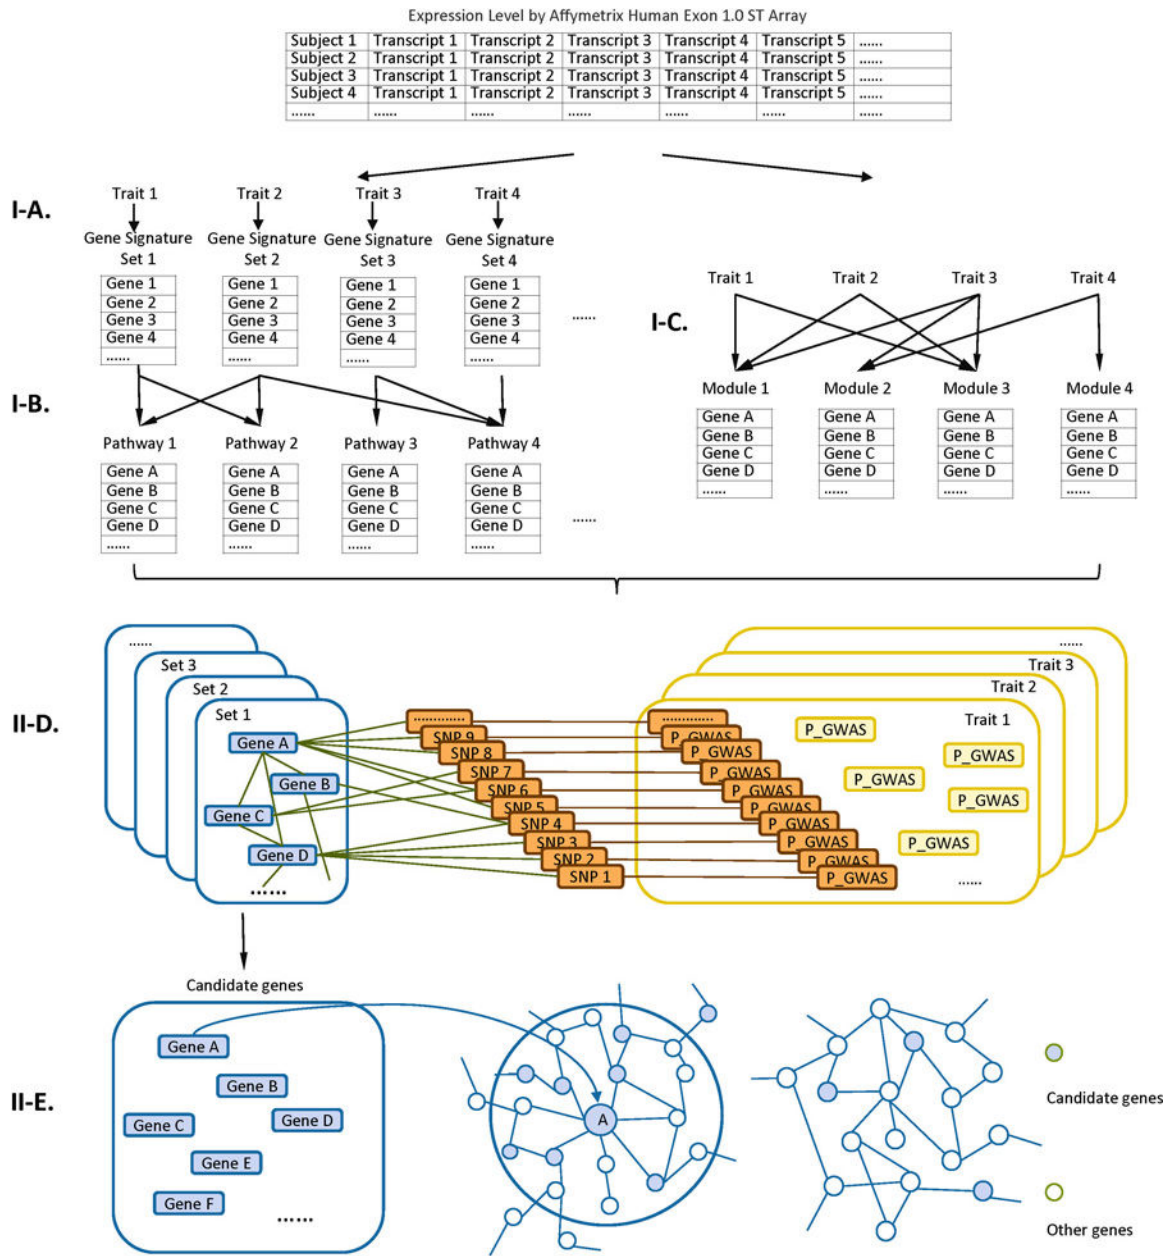 Expression Level by Affymetrix Human Exon 1.0 ST Array
Subject 1 Transcript 1 Transcript 2 Transcript 3 Transcript 4 Transcript 5 ......
Subject 2 Transcript 1 Transcript 2 Transcript 3 Transcript 4 Transcript 5 ......
Subject 3 Transcript 1 Transcript 2 Transcript 3 Transcript 4 Transcript 5 ......
Subject 4 Transcript 1 Transcript 2 Transcript 3 Transcript 4 Transcript 5 ......
...... ...... ...... ...... ...... ...... ......
I-A.
Trait 1 Trait 2 Trait 3 Trait 4
Gene Signature Gene Signature Gene Signature Gene Signature
Set 1 Set 2 Set 3 Set 4
Gene 1 Gene 1 Gene 1 Gene 1
Gene 2 Gene 2 Gene 2 Gene 2
Gene 3 Gene 3 Gene 3 Gene 3
Gene 4 Gene 4 Gene 4 Gene 4
...... ...... ...... ......
......
I-B.
Pathway 1 Pathway 2 Pathway 3 Pathway 4
Gene A Gene A Gene A Gene A
Gene B Gene B Gene B Gene B
Gene C Gene C Gene C Gene C
Gene D Gene D Gene D Gene D
...... ...... ...... ......
......
I-C.
Trait 1 Trait 2 Trait 3 Trait 4
Module 1 Module 2 Module 3 Module 4
Gene A Gene A Gene A Gene A
Gene B Gene B Gene B Gene B
Gene C Gene C Gene C Gene C
Gene D Gene D Gene D Gene D
...... ...... ...... ......
II-D.
......
Set 3
Set 2
Set 1
Gene A
Gene B
Gene C
Gene D
......
.............
SNP 9
SNP 8
SNP 7
SNP 6
SNP 5
SNP 4
SNP 3
SNP 2
SNP 1
.............
P_GWAS
P_GWAS
P_GWAS
P_GWAS
P_GWAS
P_GWAS
P_GWAS
P_GWAS
P_GWAS
......
Trait 3
Trait 2
Trait 1
P_GWAS
P_GWAS
P_GWAS
P_GWAS
P_GWAS
......
II-E.
Candidate genes
Gene A
Gene B
Gene C
Gene D
Gene E
Gene F
......
A
Candidate genes
Other genes